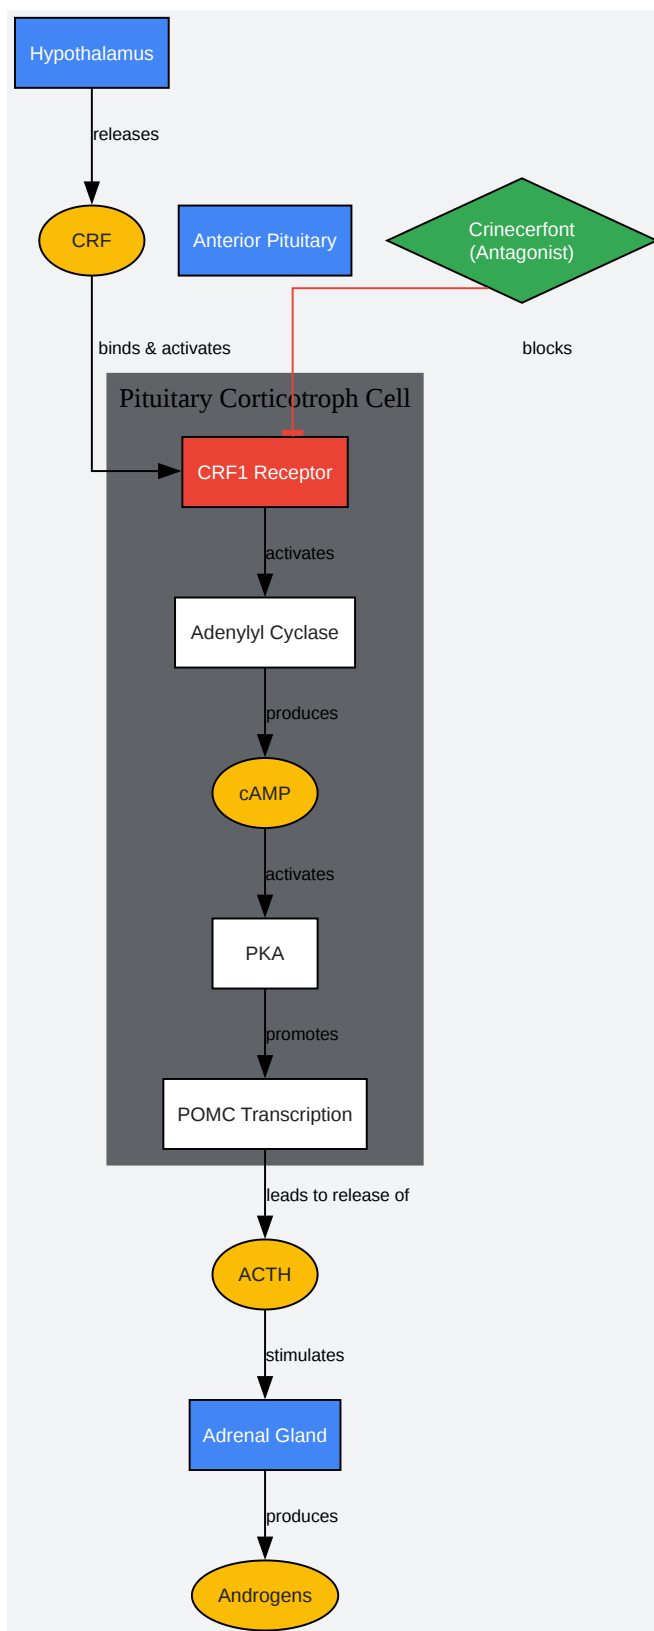 Hypothalamus
releases
CRF
Anterior Pituitary
Crinecerfont
(Antagonist)
binds & activates
blocks
Pituitary Corticotroph Cell
CRF1 Receptor
activates
Adenylyl Cyclase
produces
cAMP
activates
PKA
promotes
POMC Transcription
leads to release of
ACTH
stimulates
Adrenal Gland
produces
Androgens